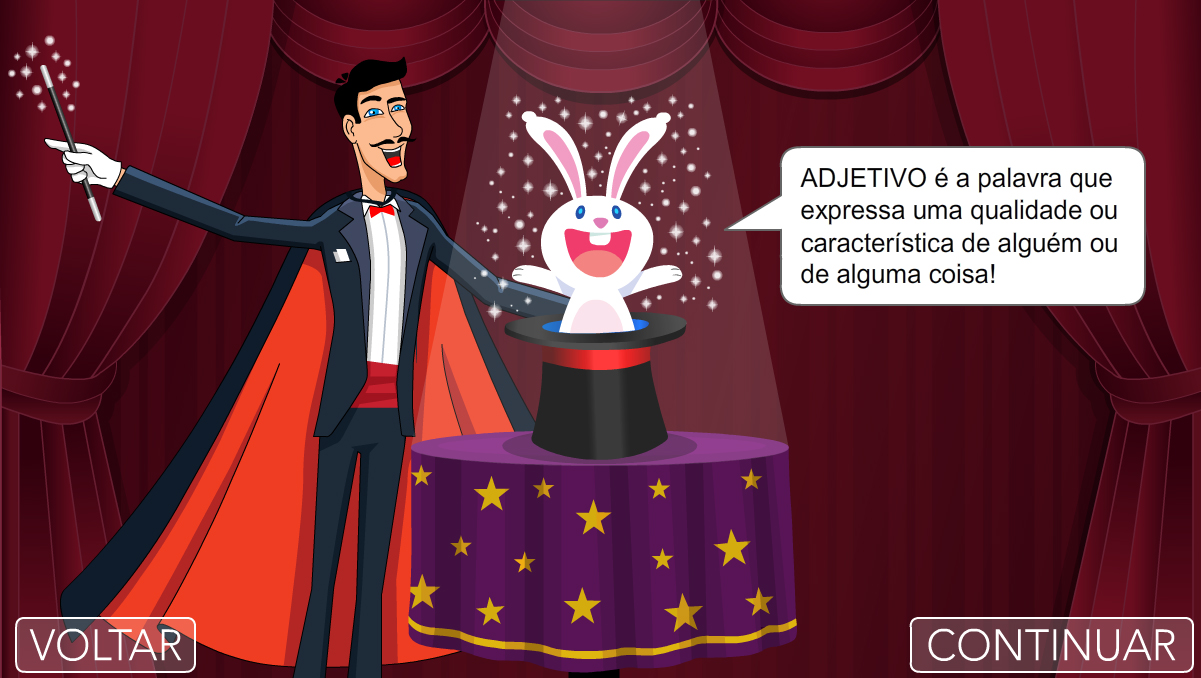 ADJETIVO é a palavra que
expressa uma qualidade ou
característica de alguém ou
de alguma coisa!
VOLTAR
CONTINUAR